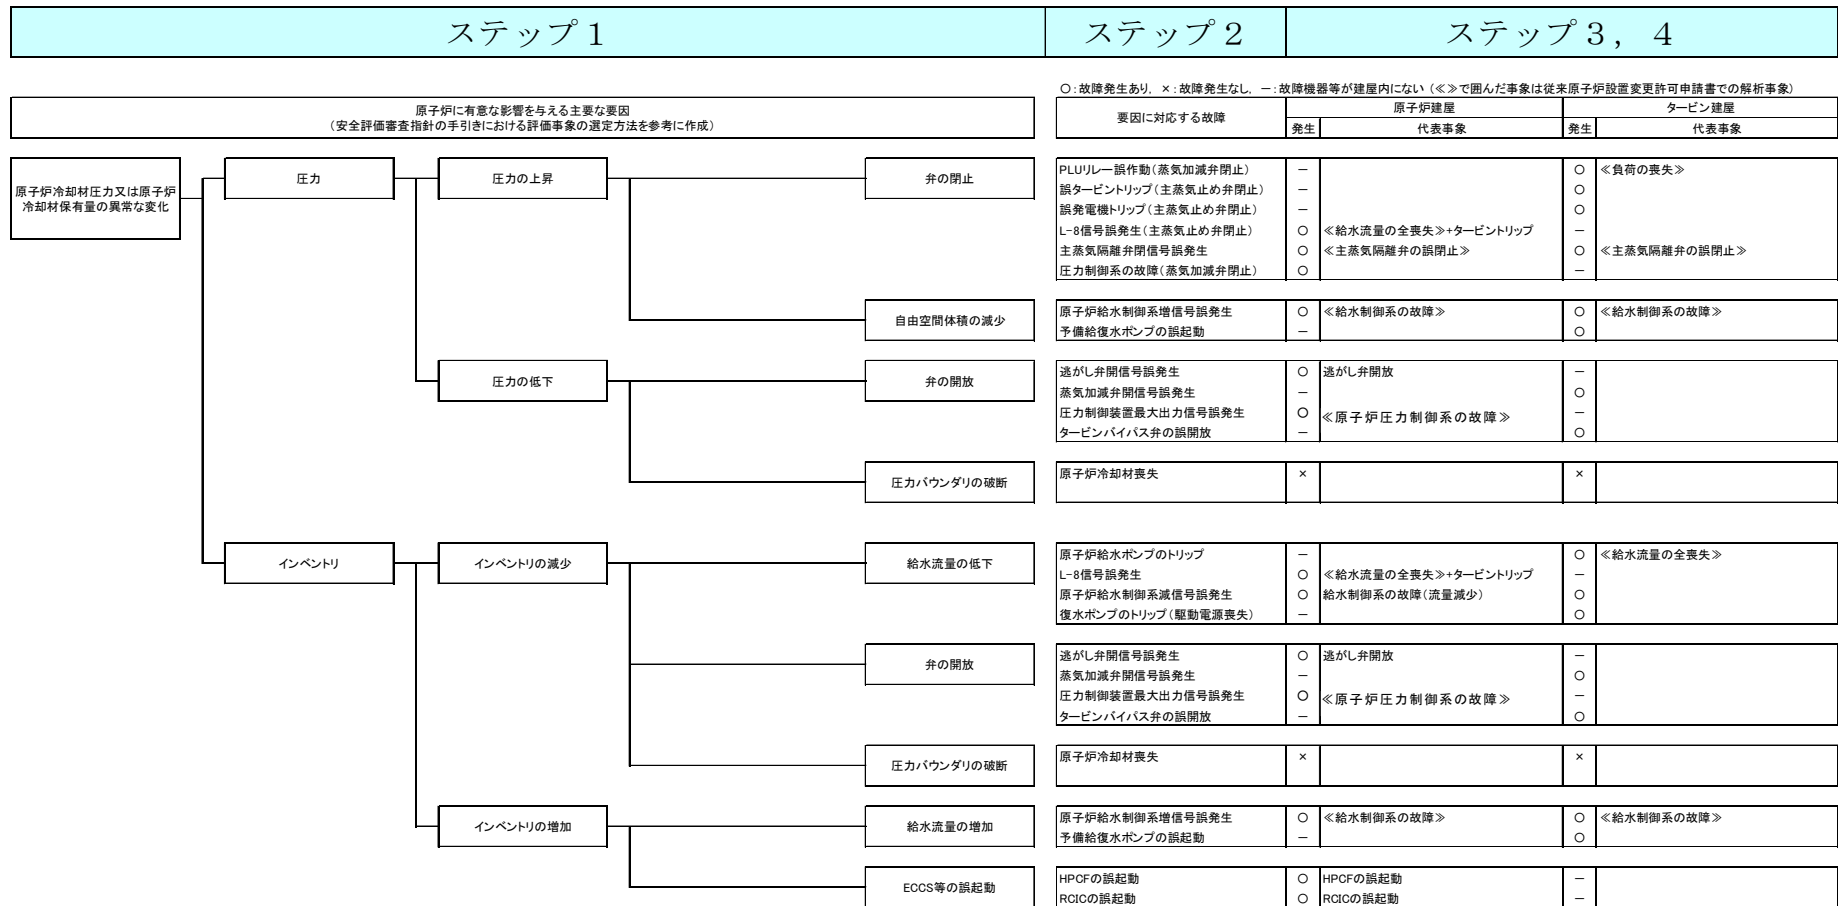 ステップ１ ステップ２ ステップ３，４
○：故障発生あり，×：故障発生なし，－：故障機器等が建屋内にない（≪≫で囲んだ事象は従来原子炉設置変更許可申請書での解析事象）
原子炉に有意な影響を与える主要な要因
（安全評価審査指針の手引きにおける評価事象の選定方法を参考に作成）
要因に対応する故障 原子炉建屋 タービン建屋
発生 代表事象 発生 代表事象
原子炉冷却材圧力又は原子炉
冷却材保有量の異常な変化
圧力
圧力の上昇
弁の閉止
PLUリレー誤作動（蒸気加減弁閉止） － ○ ≪負荷の喪失≫
誤タービントリップ（主蒸気止め弁閉止） － ○
誤発電機トリップ（主蒸気止め弁閉止） － ○
L-8信号誤発生（主蒸気止め弁閉止） ○ ≪給水流量の全喪失≫+タービントリップ －
主蒸気隔離弁閉信号誤発生 ○ ≪主蒸気隔離弁の誤閉止≫ ○ ≪主蒸気隔離弁の誤閉止≫
圧力制御系の故障（蒸気加減弁閉止） ○ －
自由空間体積の減少
原子炉給水制御系増信号誤発生 ○ ≪給水制御系の故障≫ ○ ≪給水制御系の故障≫
予備給復水ポンプの誤起動 － ○
圧力の低下
弁の開放
逃がし弁開信号誤発生 ○ 逃がし弁開放 －
蒸気加減弁開信号誤発生 － ○
圧力制御装置最大出力信号誤発生 ○ ≪原子炉圧力制御系の故障≫ －
タービンバイパス弁の誤開放 － ○
圧力バウンダリの破断
原子炉冷却材喪失 × ×
インベントリ
インベントリの減少
給水流量の低下
原子炉給水ポンプのトリップ － ○ ≪給水流量の全喪失≫
L-8信号誤発生 ○ ≪給水流量の全喪失≫+タービントリップ －
原子炉給水制御系減信号誤発生 ○ 給水制御系の故障（流量減少） ○
復水ポンプのトリップ（駆動電源喪失） － ○
弁の開放
逃がし弁開信号誤発生 ○ 逃がし弁開放 －
蒸気加減弁開信号誤発生 － ○
圧力制御装置最大出力信号誤発生 ○ ≪原子炉圧力制御系の故障≫ －
タービンバイパス弁の誤開放 － ○
圧力バウンダリの破断
原子炉冷却材喪失 × ×
インベントリの増加
給水流量の増加
原子炉給水制御系増信号誤発生 ○ ≪給水制御系の故障≫ ○ ≪給水制御系の故障≫
予備給復水ポンプの誤起動 － ○
ECCS等の誤起動
HPCFの誤起動 ○ HPCFの誤起動 －
RCICの誤起動 ○ RCICの誤起動 －